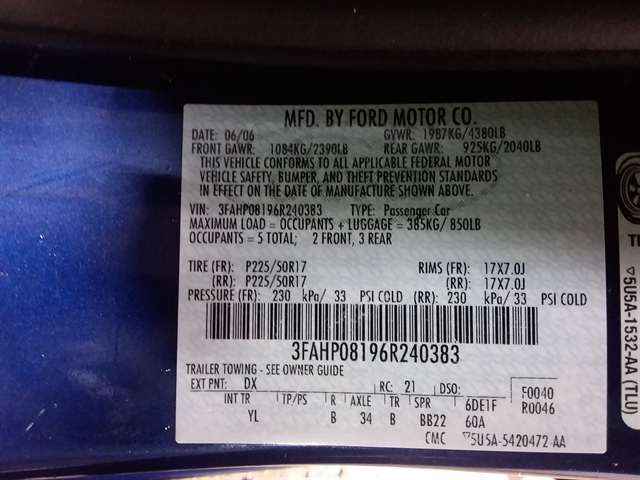 MFD. BY FORD MOTOR CO.
DATE: 06/06 GVWR: 1987KG/4380LB
FRONT GAWR: 1084KG/2390LB REAR GAWR: 925KG/2040LB
THIS VEHICLE CONFORMS TO ALL APPLICABLE FEDERAL MOTOR
VEHICLE SAFETY, BUMPER, AND THEFT PREVENTION STANDARDS
IN EFFECT ON THE DATE OF MANUFACTURE SHOWN ABOVE.
VIN: 3FAHP08196R240383 TYPE: Passenger Car
MAXIMUM LOAD = OCCUPANTS + LUGGAGE = 385KG/ 850LB
OCCUPANTS = 5 TOTAL; 2 FRONT, 3 REAR
TIRE (FR): P225/50R17 RIMS (FR): 17X7.0J
(RR): P225/50R17 (RR): 17X7.0J
PRESSURE (FR): 230 kPa/ 33 PSI COLD (RR): 230 kPa/ 33 PSI COLD
3FAHP08196R240383
TRAILER TOWING - SEE OWNER GUIDE
EXT PNT: DX RC: 21 DSO: F0040
INT TR TP/PS R AXLE TR SPR 6DE1F R0046
YL B 34 B BB22 60A
CMC ▽5U5A-5420472-AA
▽5U5A-1532-AA (TLU)